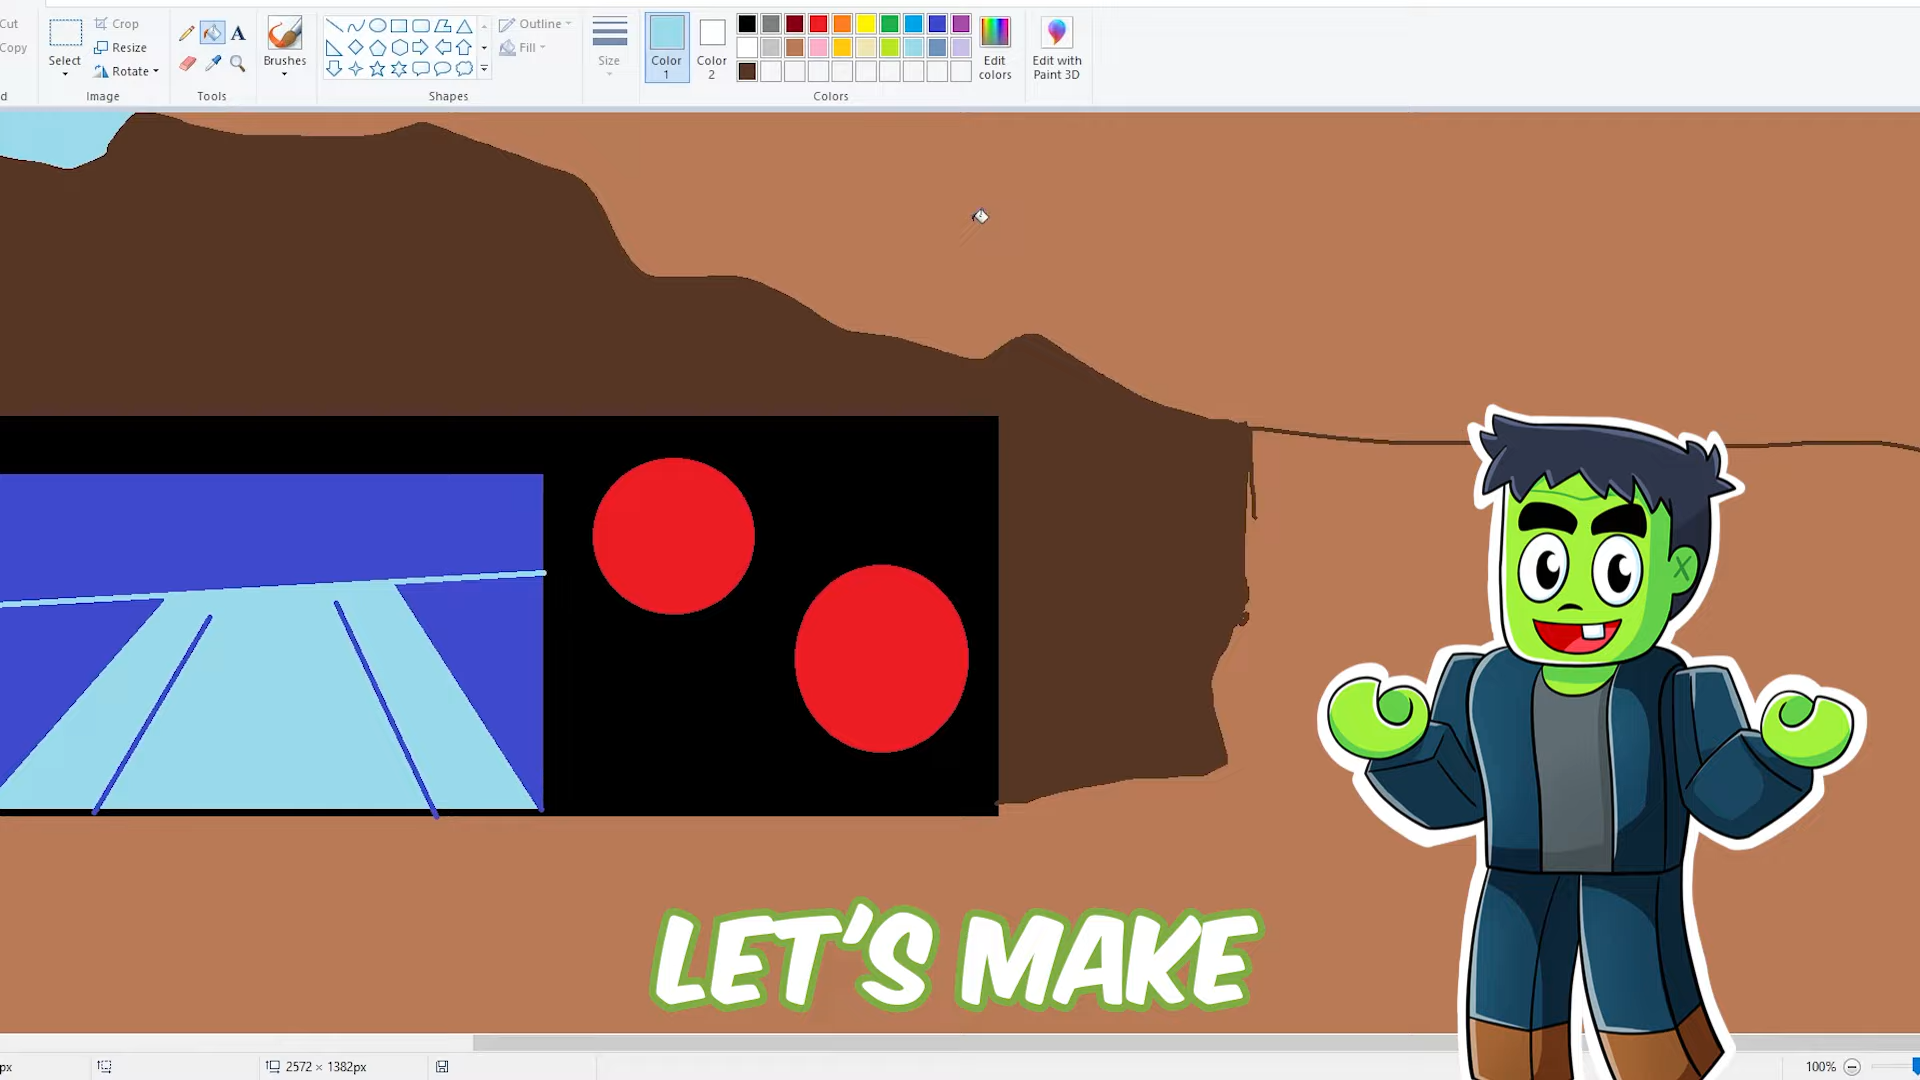 Cut
Copy
d
Select
Crop
Resize
Rotate
Image
A
Tools
Brushes
Shapes
Outline
Fill
Size
Color
1
Color
2
Colors
Edit
colors
Edit with
Paint 3D
LET'S MAKE
px
2572 × 1382px
100%